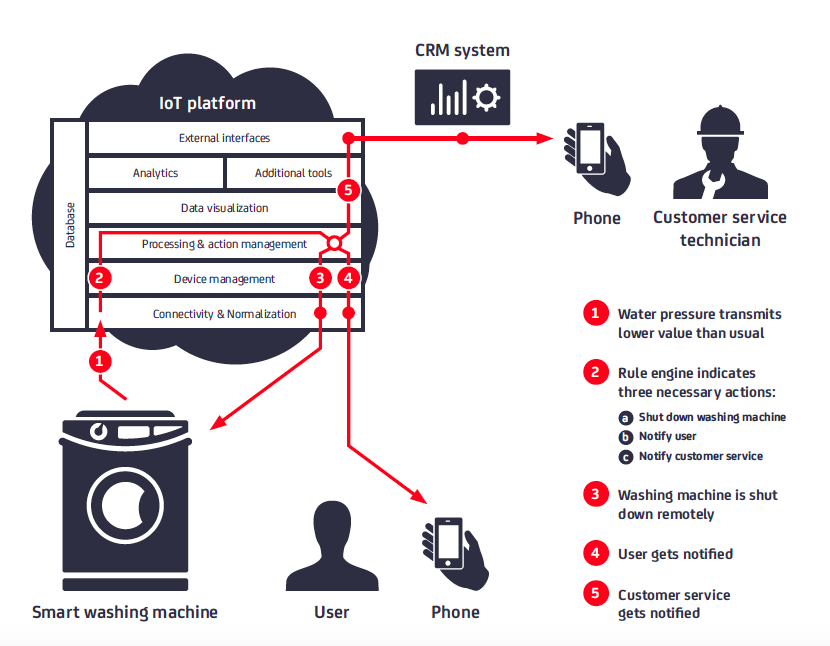 CRM system
IoT platform
External interfaces
Analytics
Additional tools
5
Data visualization
Database
Processing & action management
2
Device management
3
4
Connectivity & Normalization
1
Phone
Customer service
technician
1 Water pressure transmits
lower value than usual
2 Rule engine indicates
three necessary actions:
a Shut down washing machine
b Notify user
c Notify customer service
3 Washing machine is shut
down remotely
4 User gets notified
5 Customer service
gets notified
Smart washing machine
User
Phone